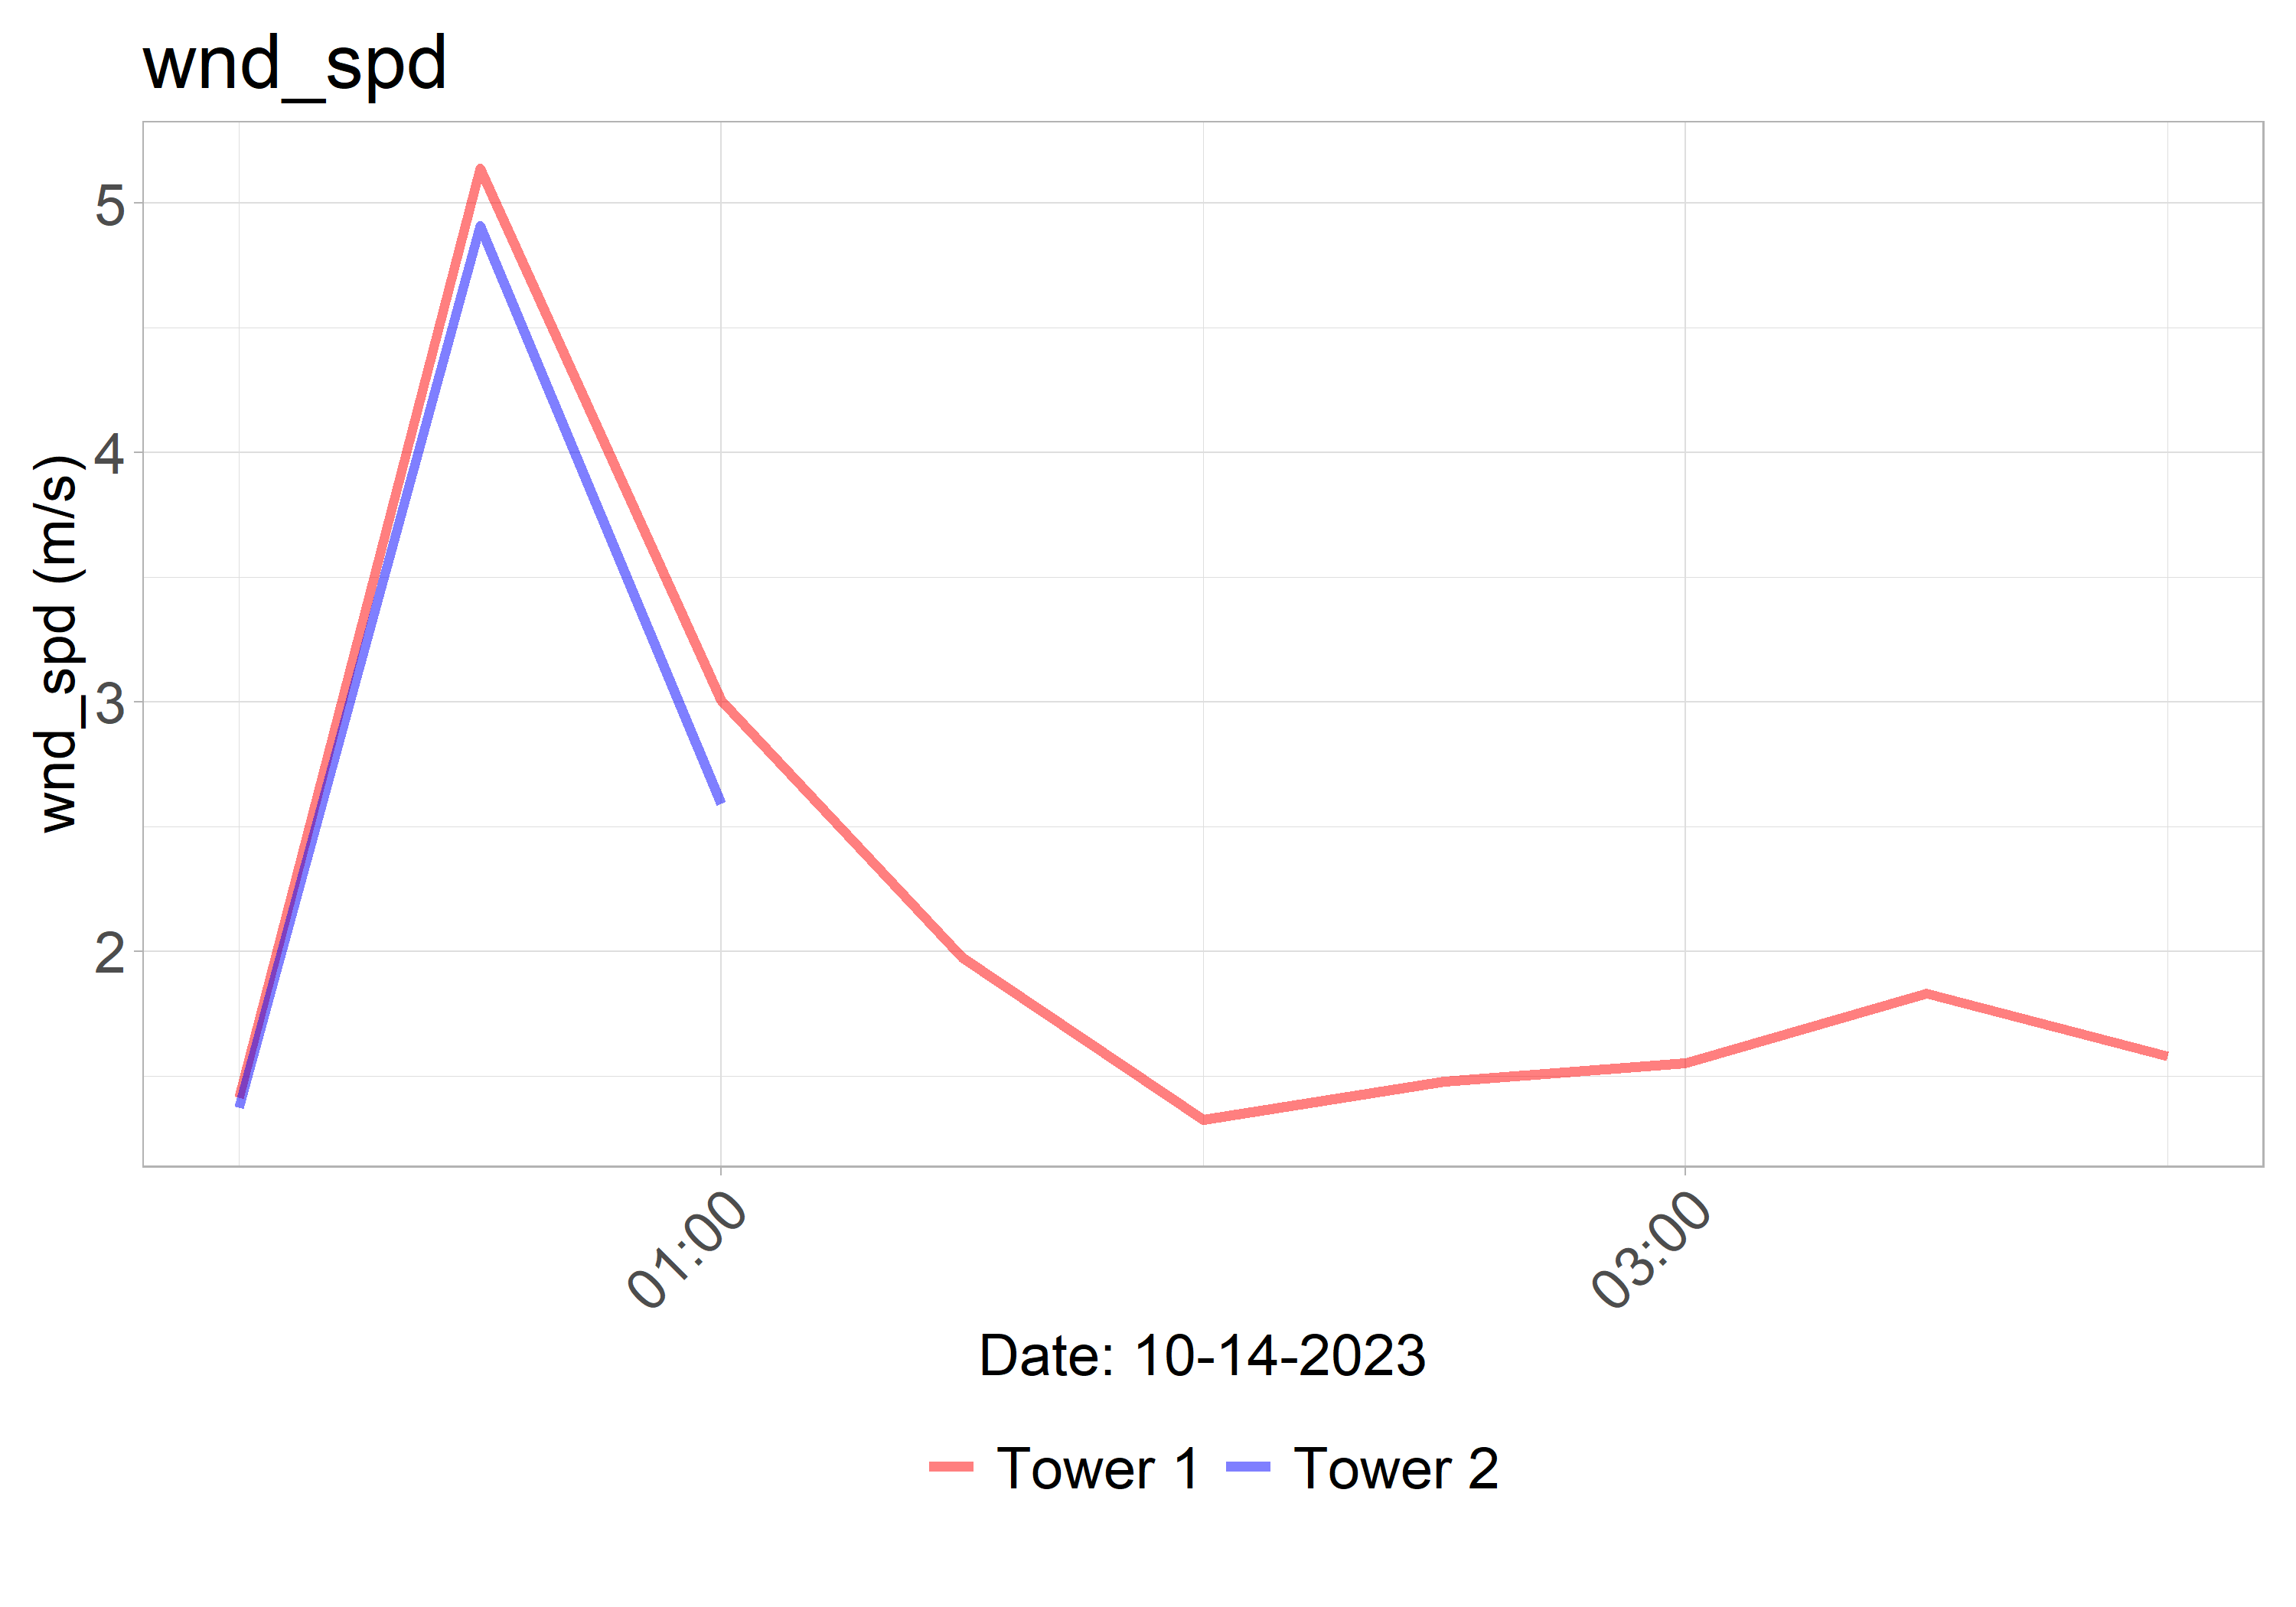 wnd_spd
wnd_spd (m/s)
5
4
3
2
01:00
03:00
Date: 10-14-2023
Tower 1
Tower 2